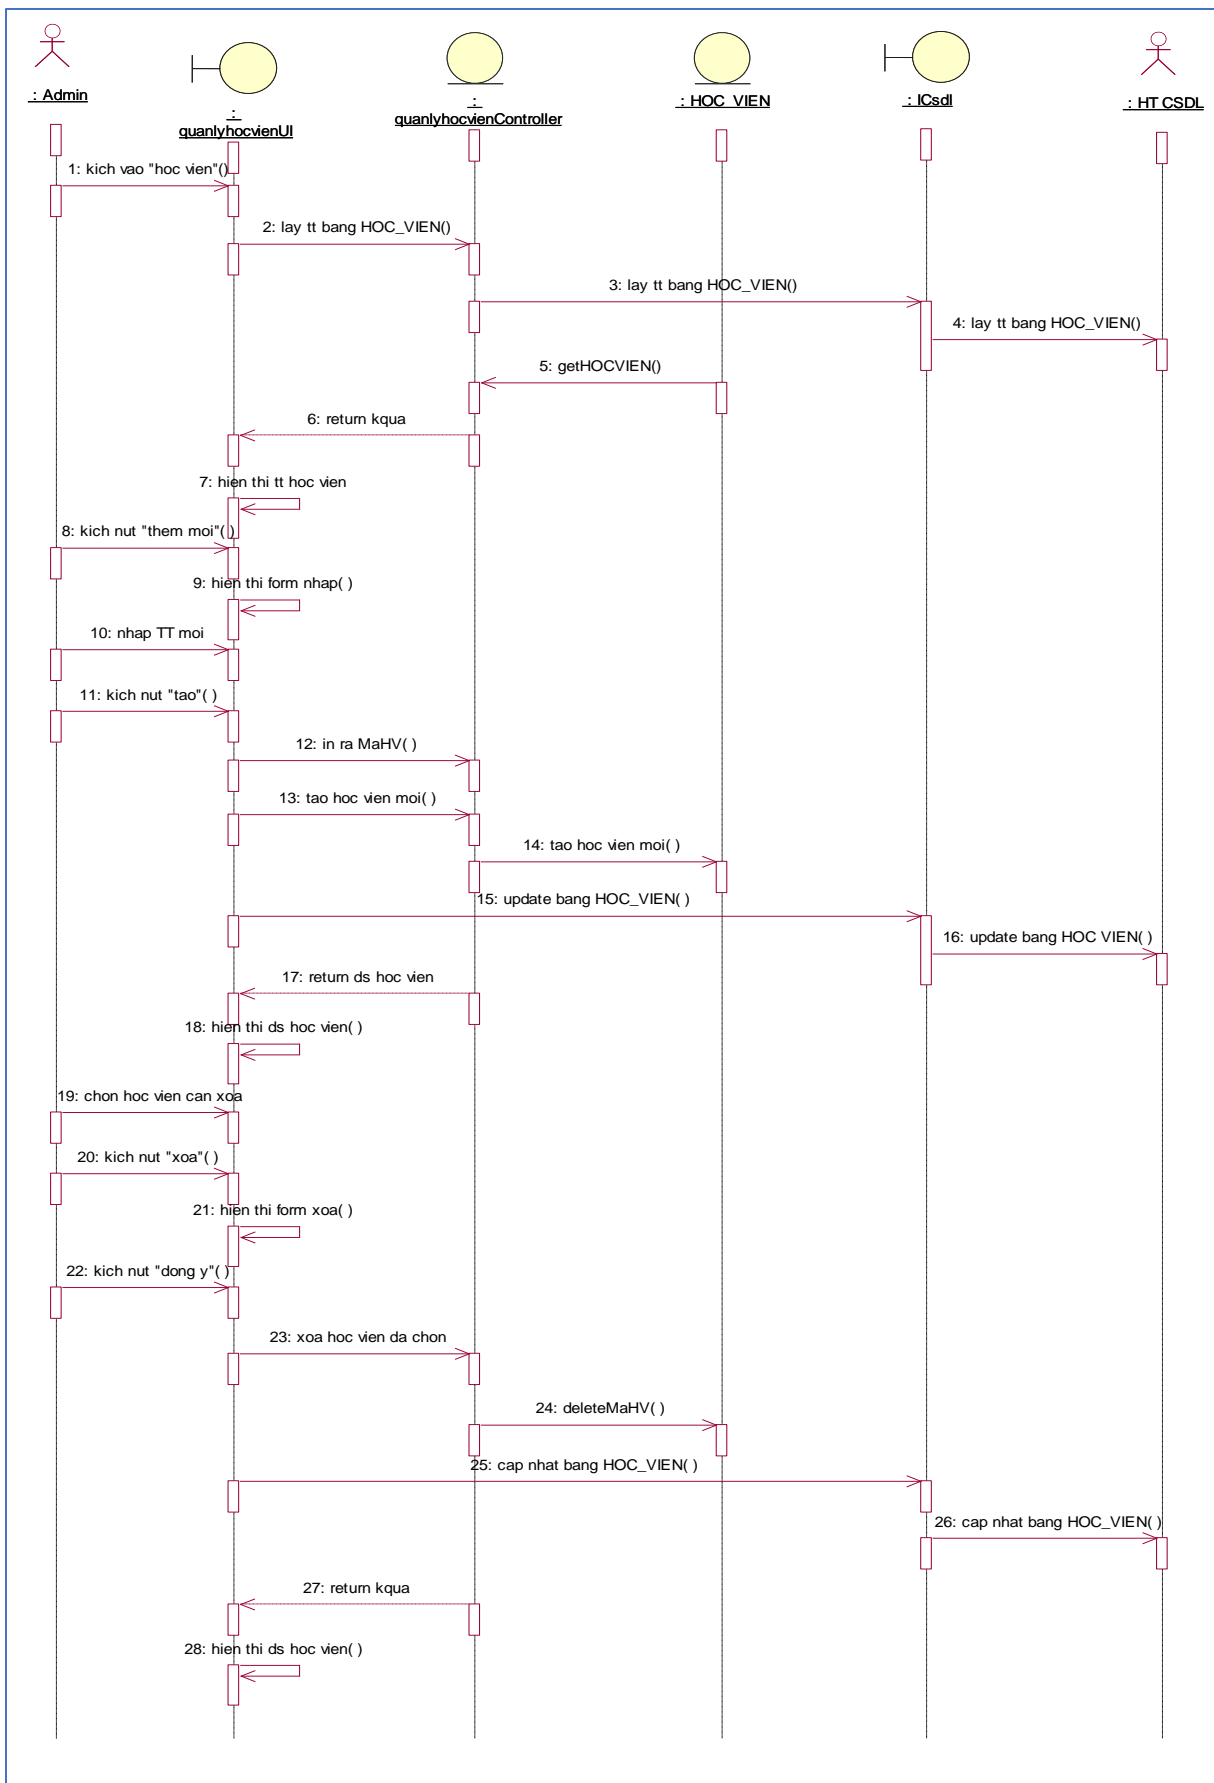 : Admin
:
quanlyhocvienUI
:
quanlyhocvienController
: HOC_VIEN
: ICsdl
: HT CSDL
1: kich vao "hoc vien"()
2: lay tt bang HOC_VIEN()
3: lay tt bang HOC_VIEN()
4: lay tt bang HOC_VIEN()
5: getHOCVIEN()
6: return kqua
7: hien thi tt hoc vien
8: kich nut "them moi"( )
9: hien thi form nhap( )
10: nhap TT moi
11: kich nut "tao"( )
12: in ra MaHV( )
13: tao hoc vien moi( )
14: tao hoc vien moi( )
15: update bang HOC_VIEN( )
16: update bang HOC VIEN( )
17: return ds hoc vien
18: hien thi ds hoc vien( )
19: chon hoc vien can xoa
20: kich nut "xoa"( )
21: hien thi form xoa( )
22: kich nut "dong y"( )
23: xoa hoc vien da chon
24: deleteMaHV( )
25: cap nhat bang HOC_VIEN( )
26: cap nhat bang HOC_VIEN( )
27: return kqua
28: hien thi ds hoc vien( )